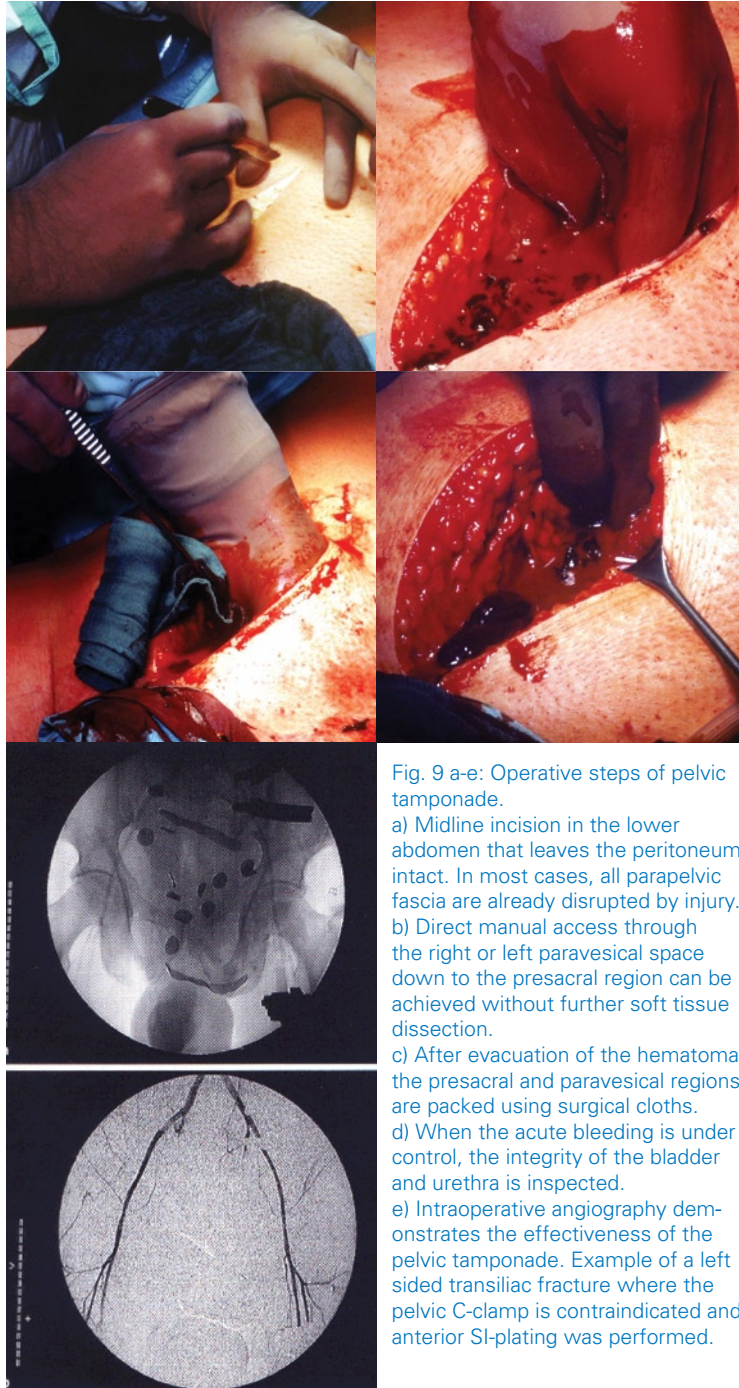 Fig. 9 a-e: Operative steps of pelvic
tamponade.
a) Midline incision in the lower
abdomen that leaves the peritoneum
intact. In most cases, all parapelvic
fascia are already disrupted by injury.
b) Direct manual access through
the right or left paravesical space
down to the presacral region can be
achieved without further soft tissue
dissection.
c) After evacuation of the hematoma
the presacral and paravesical regions
are packed using surgical cloths.
d) When the acute bleeding is under
control, the integrity of the bladder
and urethra is inspected.
e) Intraoperative angiography dem-
onstrates the effectiveness of the
pelvic tamponade. Example of a left
sided transiliac fracture where the
pelvic C-clamp is contraindicated and
anterior SI-plating was performed.